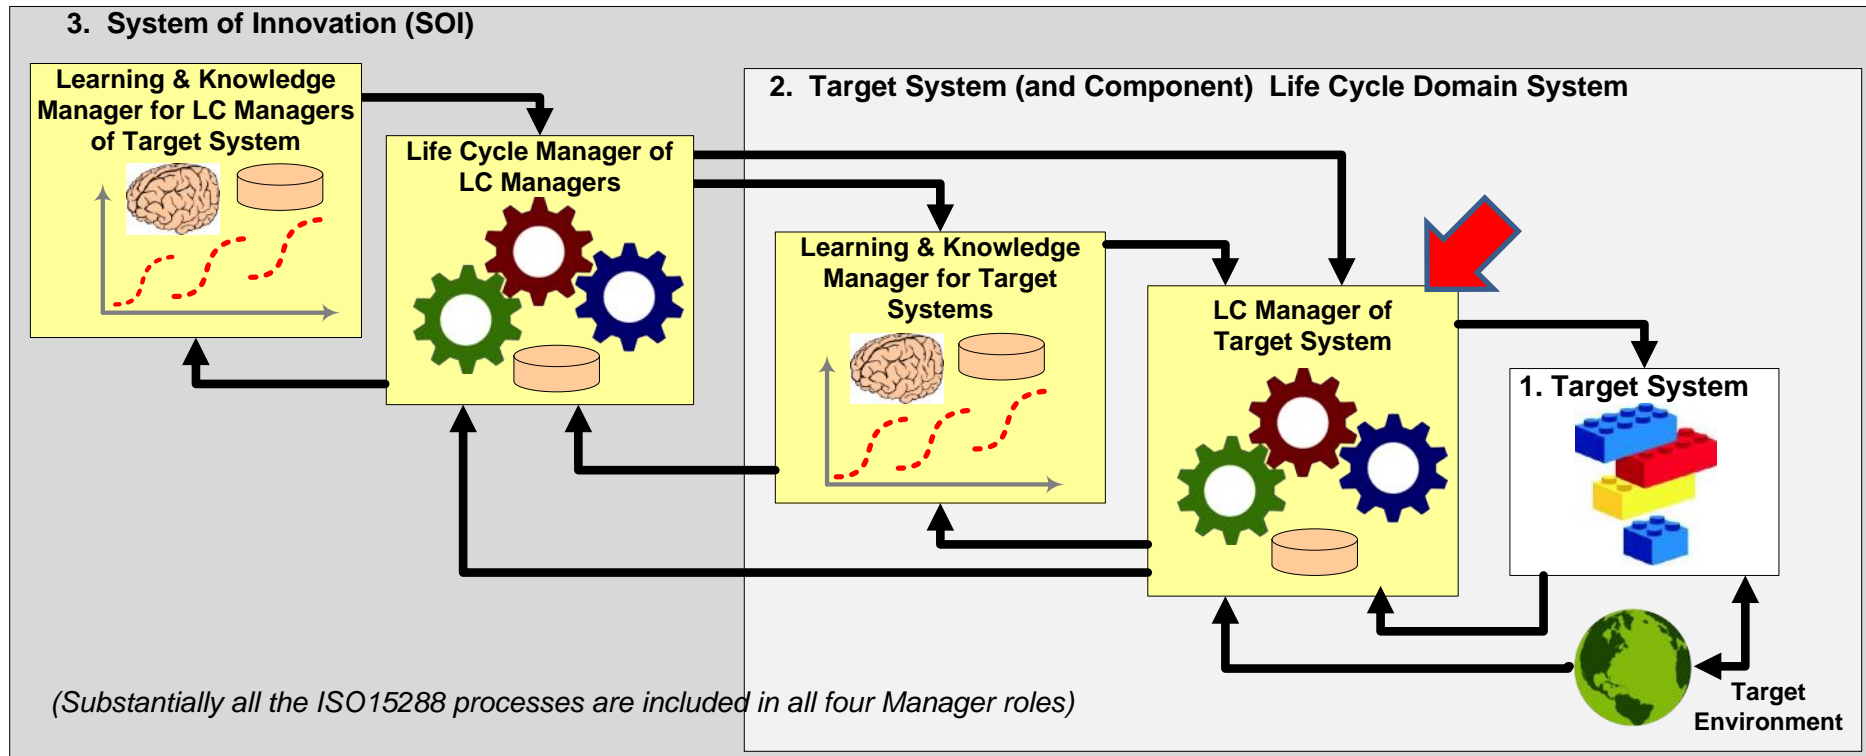 3. System of Innovation (SOI)
Learning & Knowledge
Manager for LC Managers
of Target System
2. Target System (and Component) Life Cycle Domain System
Life Cycle Manager of
LC Managers
Learning & Knowledge
Manager for Target
Systems
LC Manager of
Target System
1. Target System
Target
Environment
(Substantially all the ISO15288 processes are included in all four Manager roles)